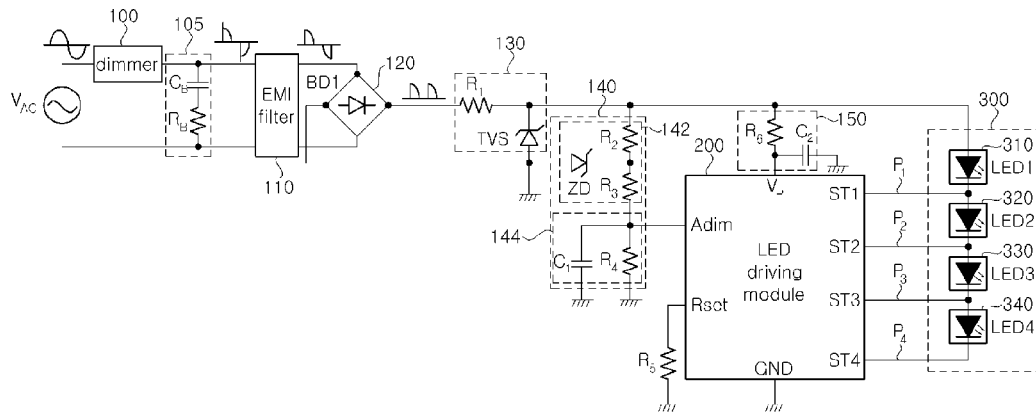 100
105
dimmer
V_AC
C_B
R_B
EMI
filter
110
BD1
120
130
R_1
TVS
140
142
R_2
ZD
R_3
144
C_1
R_4
150
R_6
C_2
200
V_D
Adim
Rset
R_5
LED
driving
module
GND
ST1
ST2
ST3
ST4
P_1
P_2
P_3
P_4
300
310
LED1
320
LED2
330
LED3
340
LED4